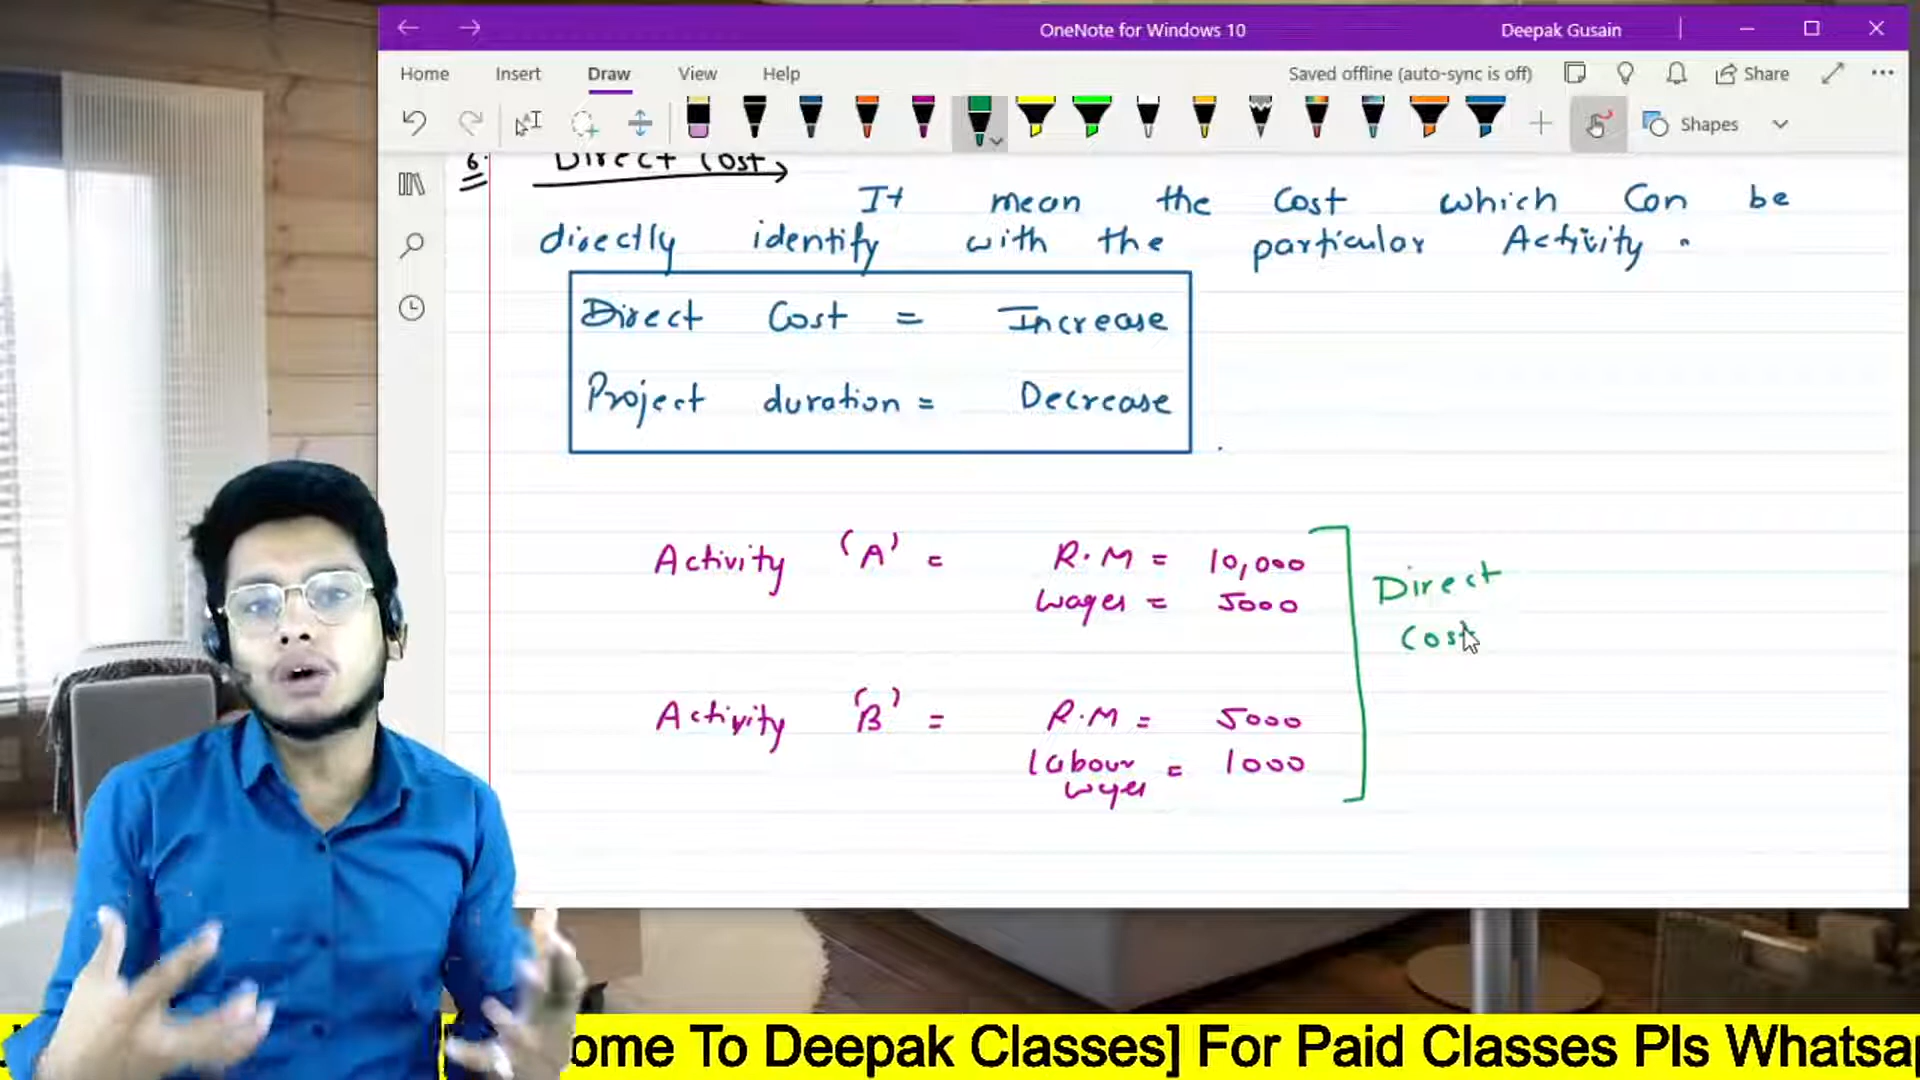 OneNote for Windows 10 Deepak Gusain
Home Insert Draw View Help Saved offline (auto-sync is off) Share
Shapes
6. Direct Cost
It mean the Cost which Can be
directly identify with the particular Activity.
Direct Cost = Increase
Project duration = Decrease
Activity (A) = R.M = 10,000
wages = 5000
Direct
Cost
Activity (B) = R.M = 5000
labour = 1000
wges
ome To Deepak Classes] For Paid Classes Pls Whatsap